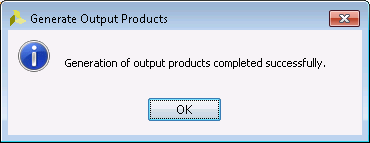 Generate Output Products
Generation of output products completed successfully.
OK